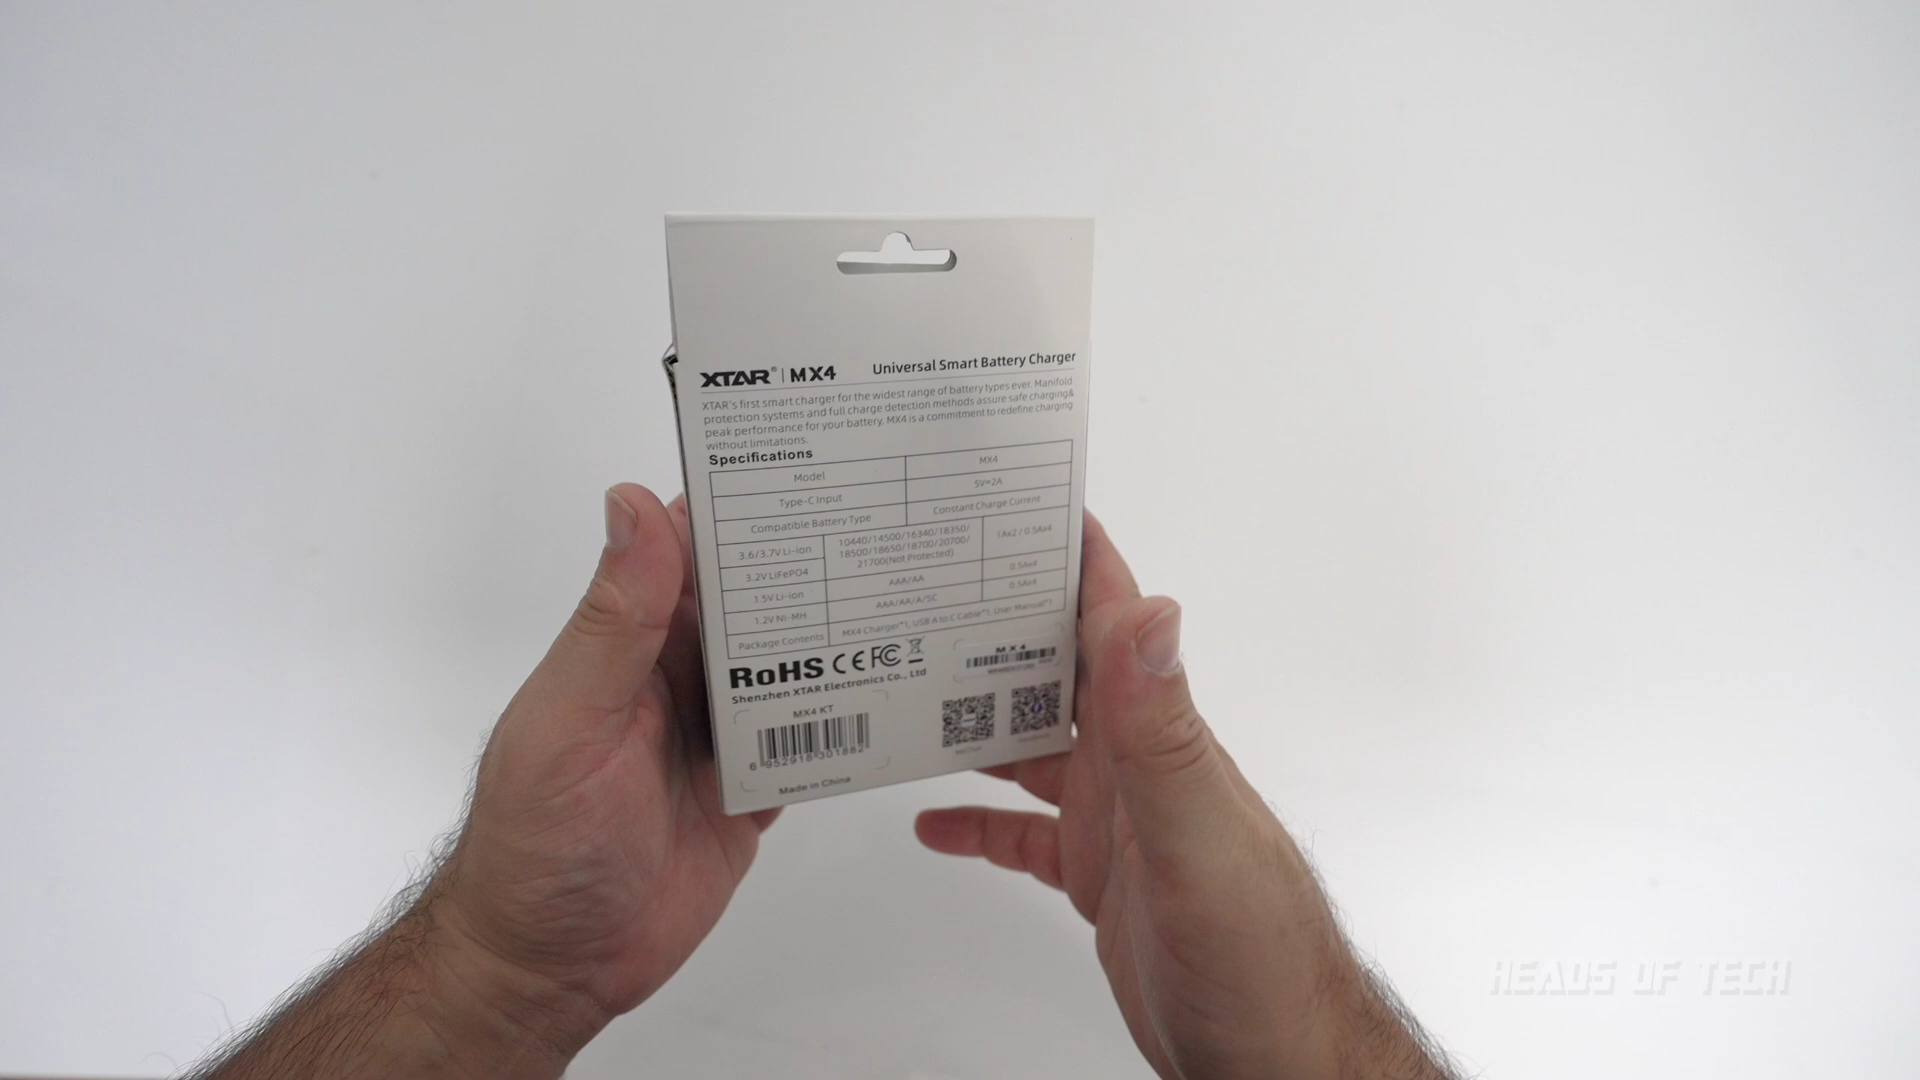 XTAR® | MX4 Universal Smart Battery Charger
XTAR's first smart charger for the widest range of battery types ever. Manifold
protection systems and full charge detection methods assure safe charging&
peak performance for your battery. MX4 is a commitment to redefine charging
without limitations.
Specifications
Model MX4
Type-C Input 5V=2A
Compatible Battery Type Constant Charge Current
3.6/3.7V Li-ion
3.2V LiFePO4
10440/14500/16340/18350/
18500/18650/18700/20700/
21700(Not Protected)
1Ax2 / 0.5Ax4
1.5V Li-ion AAA/AA 0.5Ax4
1.2V Ni-MH AAA/AA/A/SC 0.5Ax4
Package Contents MX4 Charger*1, USB A to C Cable*1, User Manual*1
RoHS CE FC
Shenzhen XTAR Electronics Co., Ltd
MX4
MX4 KT
6 952918 301882
Made in China
HEADS OF TECH